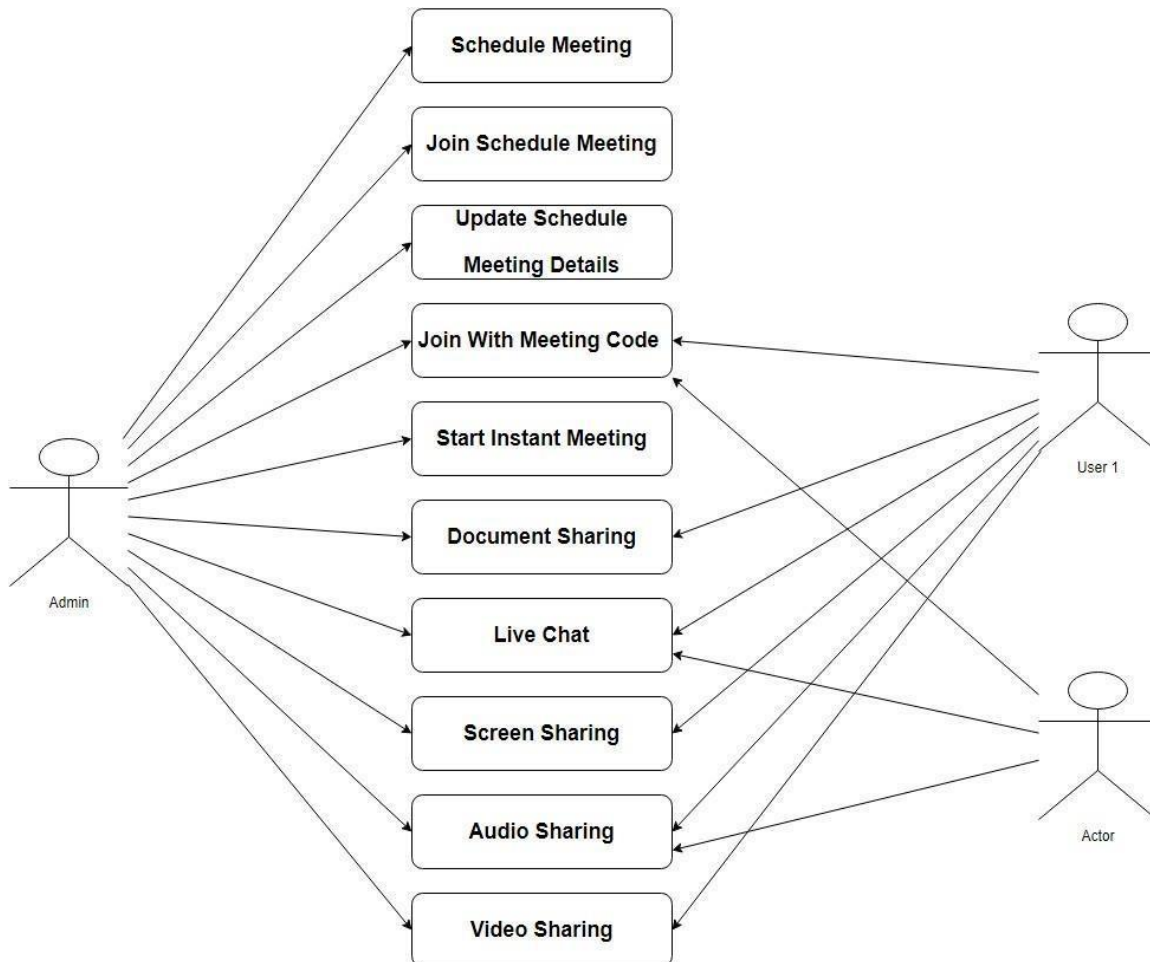 Schedule Meeting
Join Schedule Meeting
Update Schedule
Meeting Details
Join With Meeting Code
Start Instant Meeting
Document Sharing
Live Chat
Screen Sharing
Audio Sharing
Video Sharing
Admin
User 1
Actor